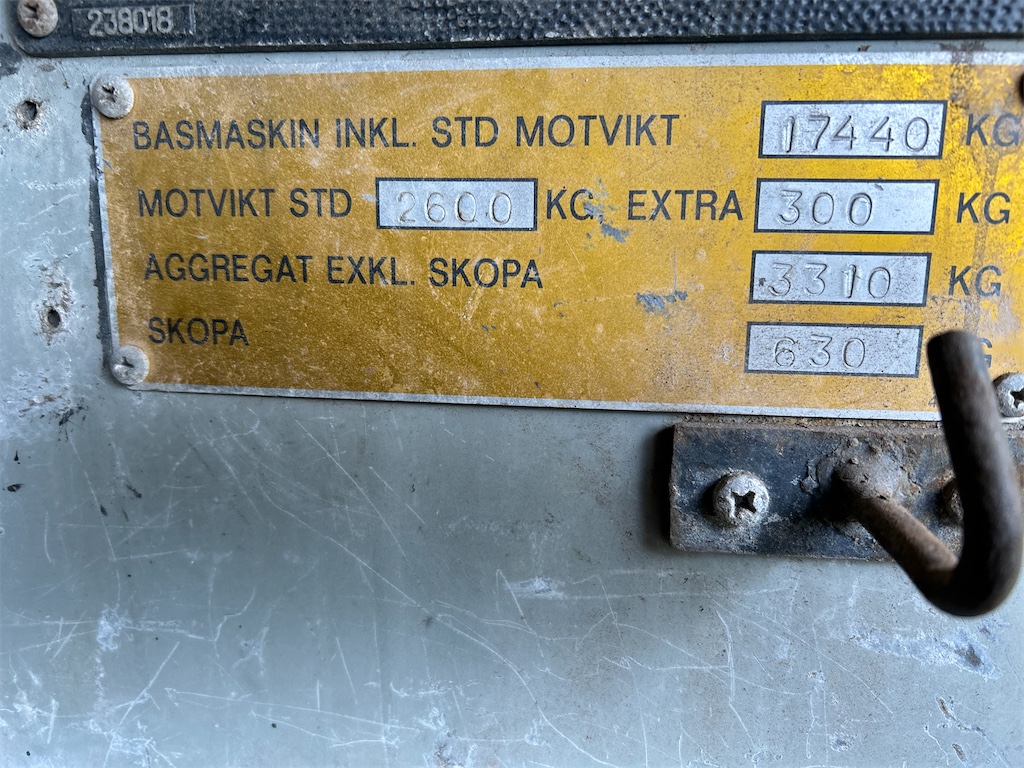 238018
BASMASKIN INKL. STD MOTVIKT 17440 KG
MOTVIKT STD 2600 KG EXTRA 300 KG
AGGREGAT EXKL. SKOPA 3310 KG
SKOPA 630